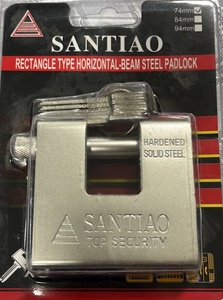 74mm
84mm
94mm
SANTIAO
RECTANGLE TYPE HORIZONTAL-BEAM STEEL PADLOCK
HARDENED
SOLID STEEL
SANTIAO
TOP SECURITY